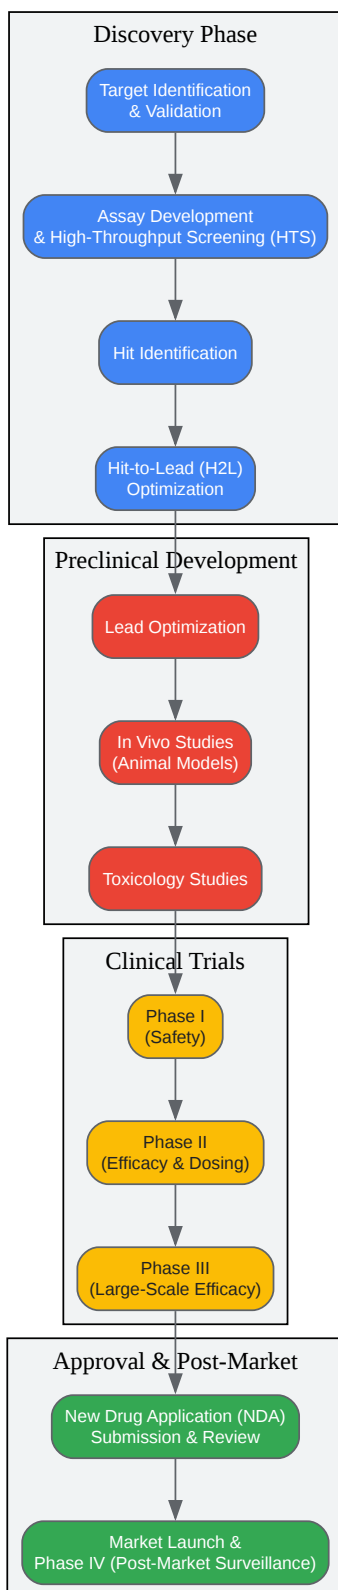 Discovery Phase
Target Identification
& Validation
Assay Development
& High-Throughput Screening (HTS)
Hit Identification
Hit-to-Lead (H2L)
Optimization
Preclinical Development
Lead Optimization
In Vivo Studies
(Animal Models)
Toxicology Studies
Clinical Trials
Phase I
(Safety)
Phase II
(Efficacy & Dosing)
Phase III
(Large-Scale Efficacy)
Approval & Post-Market
New Drug Application (NDA)
Submission & Review
Market Launch &
Phase IV (Post-Market Surveillance)